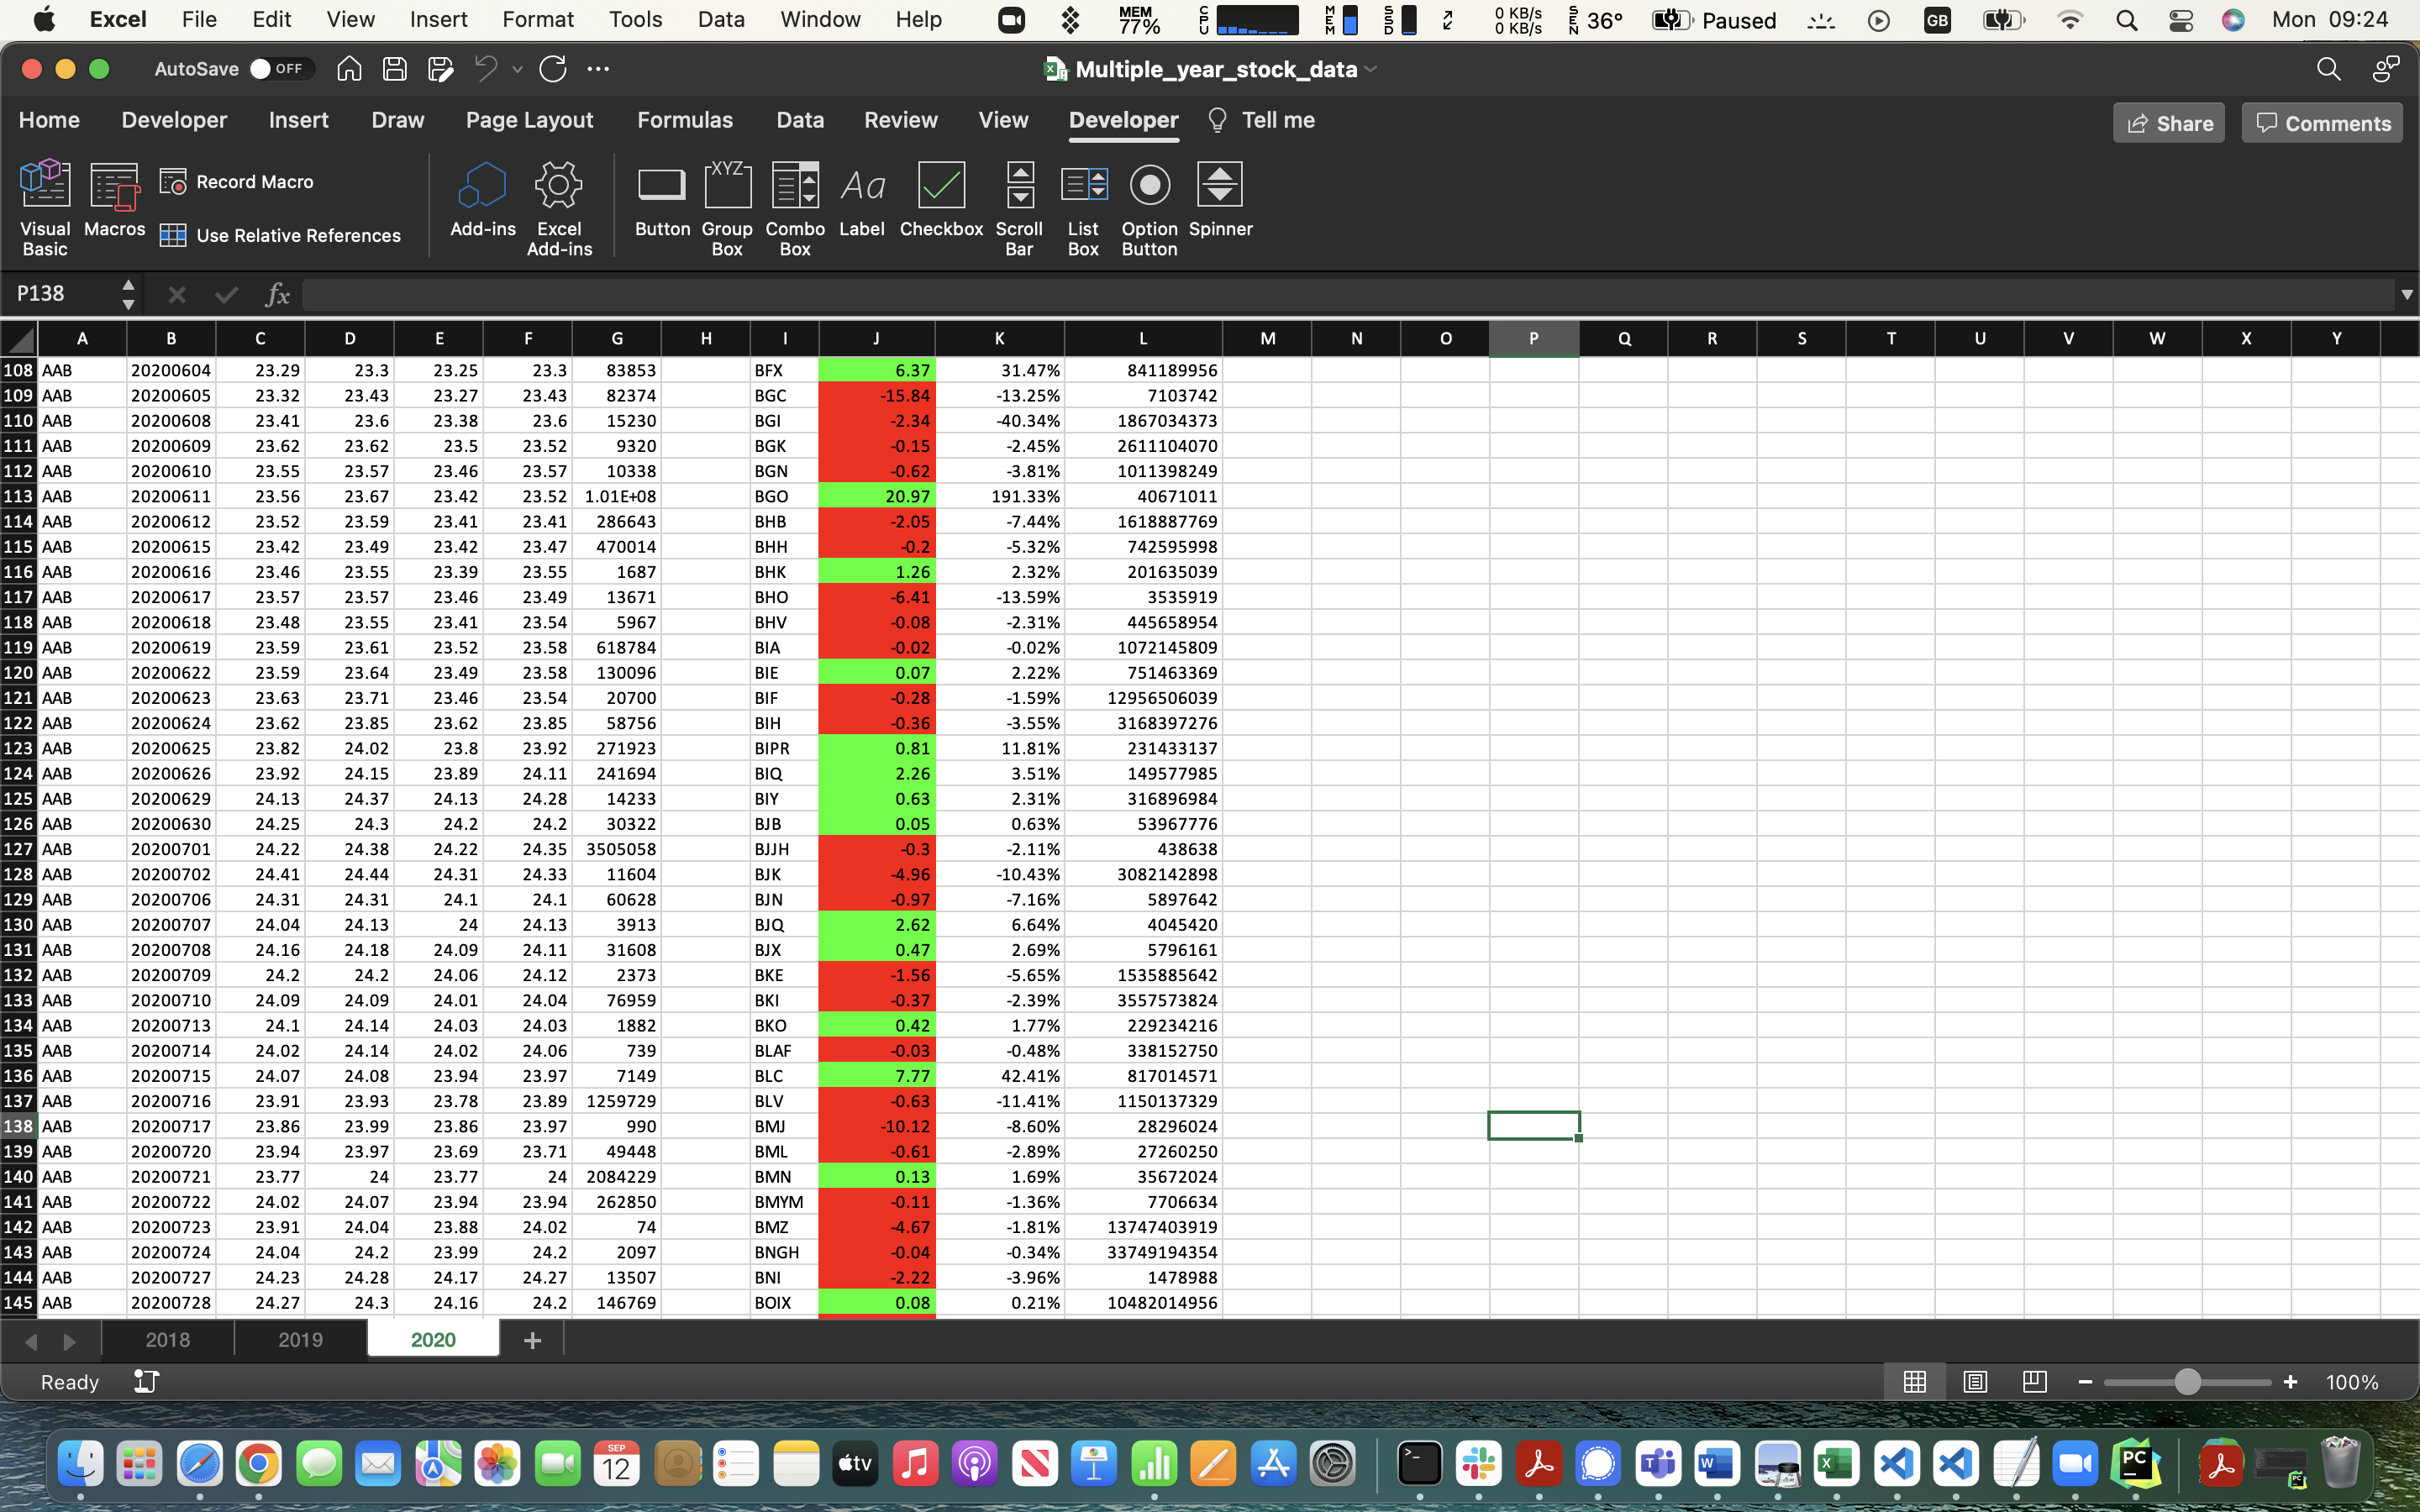 Excel File Edit View Insert Format Tools Data Window Help MEM 77% CPU MEM SSD 0 KB/s 0 KB/s SEN 36° Paused GB Mon 09:24
AutoSave OFF Multiple_year_stock_data
Home Developer Insert Draw Page Layout Formulas Data Review View Developer Tell me Share Comments
Visual Basic Macros Record Macro Use Relative References Add-ins Excel Add-ins Button XYZ Group Box Combo Box Aa Label Checkbox Scroll Bar List Box Option Button Spinner
P138 fx
A B C D E F G H I J K L M N O P Q R S T U V W X Y
108 AAB 20200604 23.29 23.3 23.25 23.3 83853 BFX 6.37 31.47% 841189956
109 AAB 20200605 23.32 23.43 23.27 23.43 82374 BGC -15.84 -13.25% 7103742
110 AAB 20200608 23.41 23.6 23.38 23.6 15230 BGI -2.34 -40.34% 1867034373
111 AAB 20200609 23.62 23.62 23.5 23.52 9320 BGK -0.15 -2.45% 2611104070
112 AAB 20200610 23.55 23.57 23.46 23.57 10338 BGN -0.62 -3.81% 1011398249
113 AAB 20200611 23.56 23.67 23.42 23.52 1.01E+08 BGO 20.97 191.33% 40671011
114 AAB 20200612 23.52 23.59 23.41 23.41 286643 BHB -2.05 -7.44% 1618887769
115 AAB 20200615 23.42 23.49 23.42 23.47 470014 BHH -0.2 -5.32% 742595998
116 AAB 20200616 23.46 23.55 23.39 23.55 1687 BHK 1.26 2.32% 201635039
117 AAB 20200617 23.57 23.57 23.46 23.49 13671 BHO -6.41 -13.59% 3535919
118 AAB 20200618 23.48 23.55 23.41 23.54 5967 BHV -0.08 -2.31% 445658954
119 AAB 20200619 23.59 23.61 23.52 23.58 618784 BIA -0.02 -0.02% 1072145809
120 AAB 20200622 23.59 23.64 23.49 23.58 130096 BIE 0.07 2.22% 751463369
121 AAB 20200623 23.63 23.71 23.46 23.54 20700 BIF -0.28 -1.59% 12956506039
122 AAB 20200624 23.62 23.85 23.62 23.85 58756 BIH -0.36 -3.55% 3168397276
123 AAB 20200625 23.82 24.02 23.8 23.92 271923 BIPR 0.81 11.81% 231433137
124 AAB 20200626 23.92 24.15 23.89 24.11 241694 BIQ 2.26 3.51% 149577985
125 AAB 20200629 24.13 24.37 24.13 24.28 14233 BIY 0.63 2.31% 316896984
126 AAB 20200630 24.25 24.3 24.2 24.2 30322 BJB 0.05 0.63% 53967776
127 AAB 20200701 24.22 24.38 24.22 24.35 3505058 BJJH -0.3 -2.11% 438638
128 AAB 20200702 24.41 24.44 24.31 24.33 11604 BJK -4.96 -10.43% 3082142898
129 AAB 20200706 24.31 24.31 24.1 24.1 60628 BJN -0.97 -7.16% 5897642
130 AAB 20200707 24.04 24.13 24 24.13 3913 BJQ 2.62 6.64% 4045420
131 AAB 20200708 24.16 24.18 24.09 24.11 31608 BJX 0.47 2.69% 5796161
132 AAB 20200709 24.2 24.2 24.06 24.12 2373 BKE -1.56 -5.65% 1535885642
133 AAB 20200710 24.09 24.09 24.01 24.04 76959 BKI -0.37 -2.39% 3557573824
134 AAB 20200713 24.1 24.14 24.03 24.03 1882 BKO 0.42 1.77% 229234216
135 AAB 20200714 24.02 24.14 24.02 24.06 739 BLAF -0.03 -0.48% 338152750
136 AAB 20200715 24.07 24.08 23.94 23.97 7149 BLC 7.77 42.41% 817014571
137 AAB 20200716 23.91 23.93 23.78 23.89 1259729 BLV -0.63 -11.41% 1150137329
138 AAB 20200717 23.86 23.99 23.86 23.97 990 BMJ -10.12 -8.60% 28296024
139 AAB 20200720 23.94 23.97 23.69 23.71 49448 BML -0.61 -2.89% 27260250
140 AAB 20200721 23.77 24 23.77 24 2084229 BMN 0.13 1.69% 35672024
141 AAB 20200722 24.02 24.07 23.94 23.94 262850 BMYM -0.11 -1.36% 7706634
142 AAB 20200723 23.91 24.04 23.88 24.02 74 BMZ -4.67 -1.81% 13747403919
143 AAB 20200724 24.04 24.2 23.99 24.2 2097 BNGH -0.04 -0.34% 33749194354
144 AAB 20200727 24.23 24.28 24.17 24.27 13507 BNI -2.22 -3.96% 1478988
145 AAB 20200728 24.27 24.3 24.16 24.2 146769 BOIX 0.08 0.21% 10482014956
2018 2019 2020 +
Ready 100%
SEP 12 tv PC